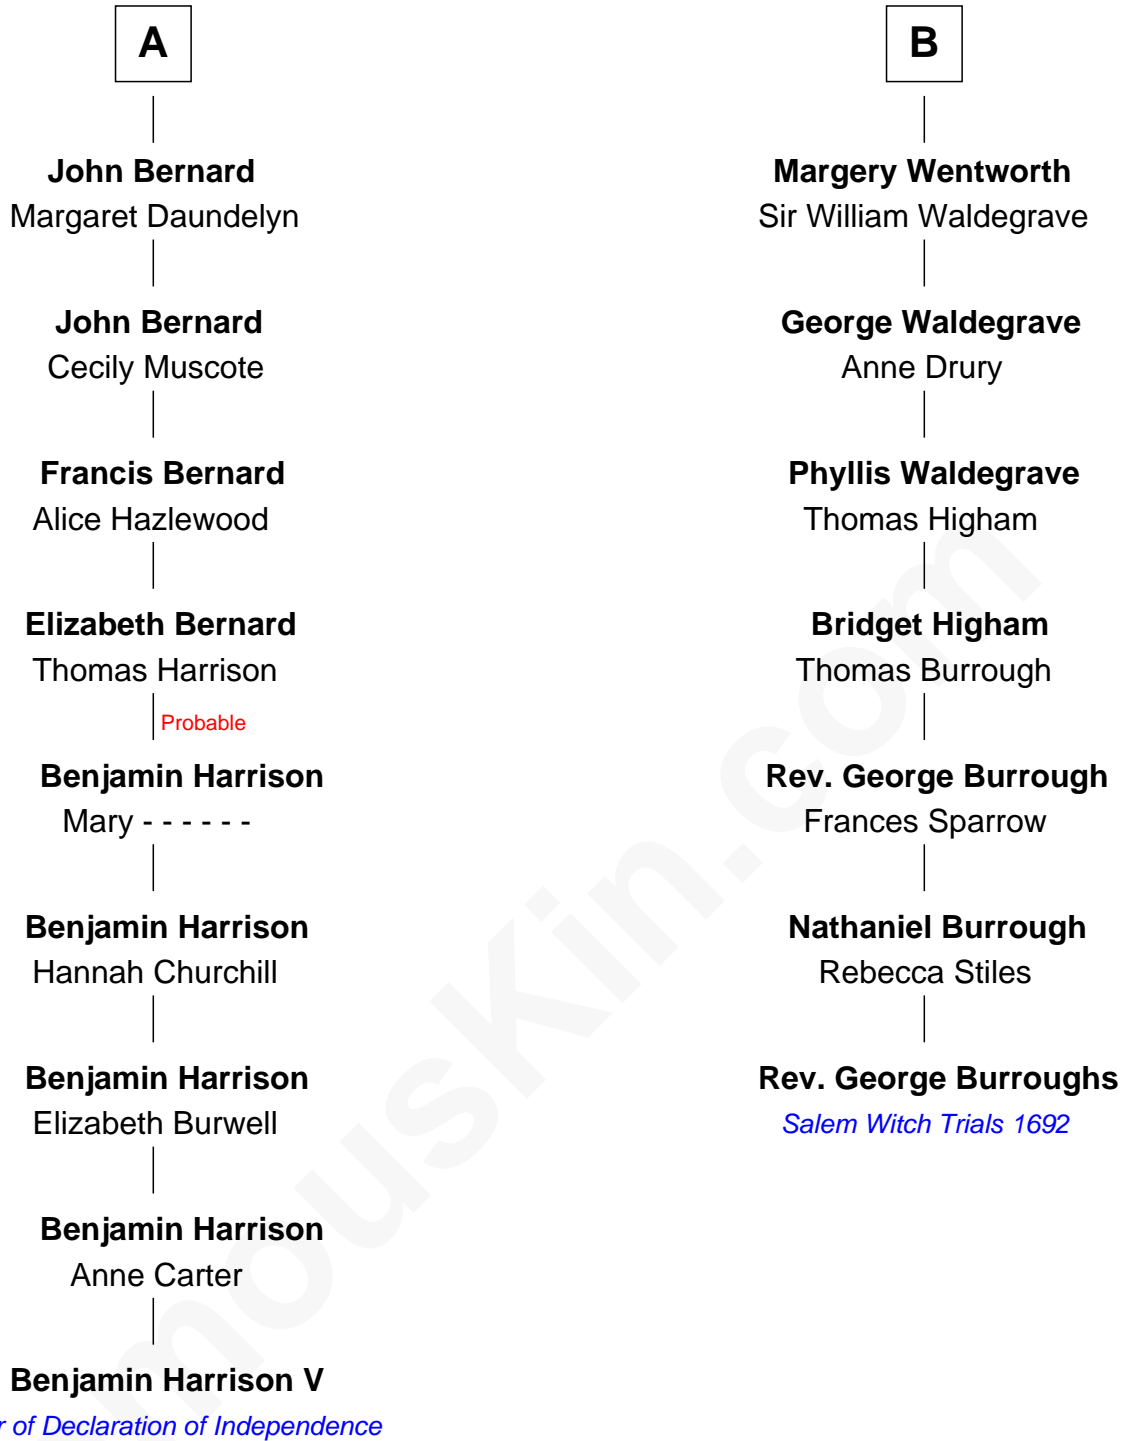 A
John Bernard
Margaret Daundelyn
John Bernard
Cecily Muscote
Francis Bernard
Alice Hazlewood
Elizabeth Bernard
Thomas Harrison
Probable
Benjamin Harrison
Mary - - - - - -
Benjamin Harrison
Hannah Churchill
Benjamin Harrison
Elizabeth Burwell
Benjamin Harrison
Anne Carter
Benjamin Harrison V
r of Declaration of Independence
B
Margery Wentworth
Sir William Waldegrave
George Waldegrave
Anne Drury
Phyllis Waldegrave
Thomas Higham
Bridget Higham
Thomas Burrough
Rev. George Burrough
Frances Sparrow
Nathaniel Burrough
Rebecca Stiles
Rev. George Burroughs
Salem Witch Trials 1692
mousKin.com